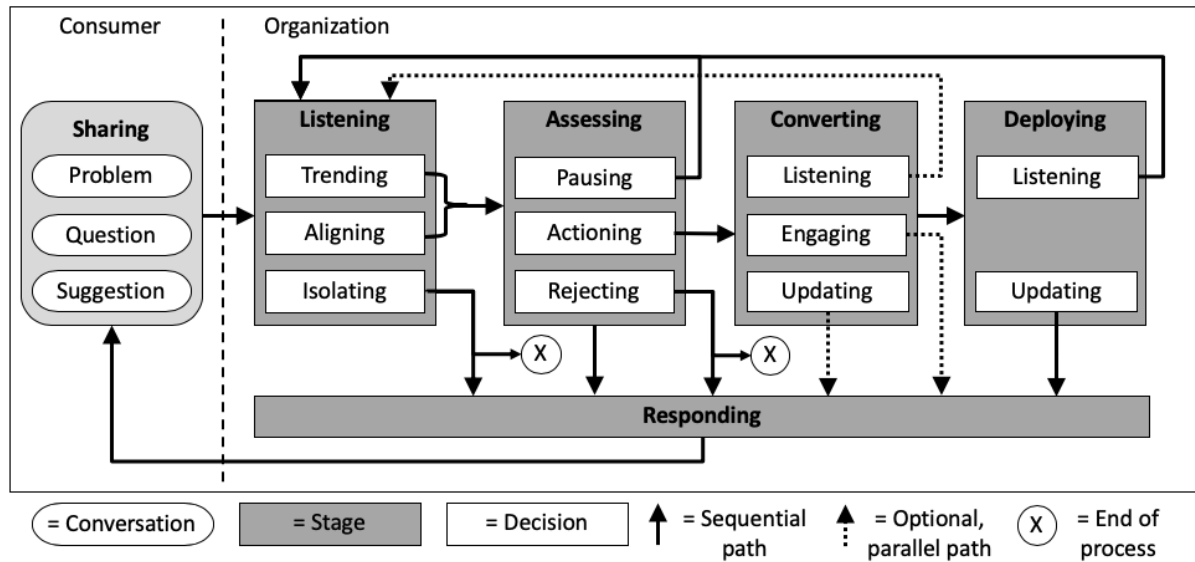 Consumer
Organization
Sharing
Problem
Question
Suggestion
Listening
Trending
Aligning
Isolating
Assessing
Pausing
Actioning
Rejecting
Converting
Listening
Engaging
Updating
Deploying
Listening
Updating
X
X
Responding
= Conversation
= Stage
= Decision
= Sequential
path
= Optional,
parallel path
X
= End of
process